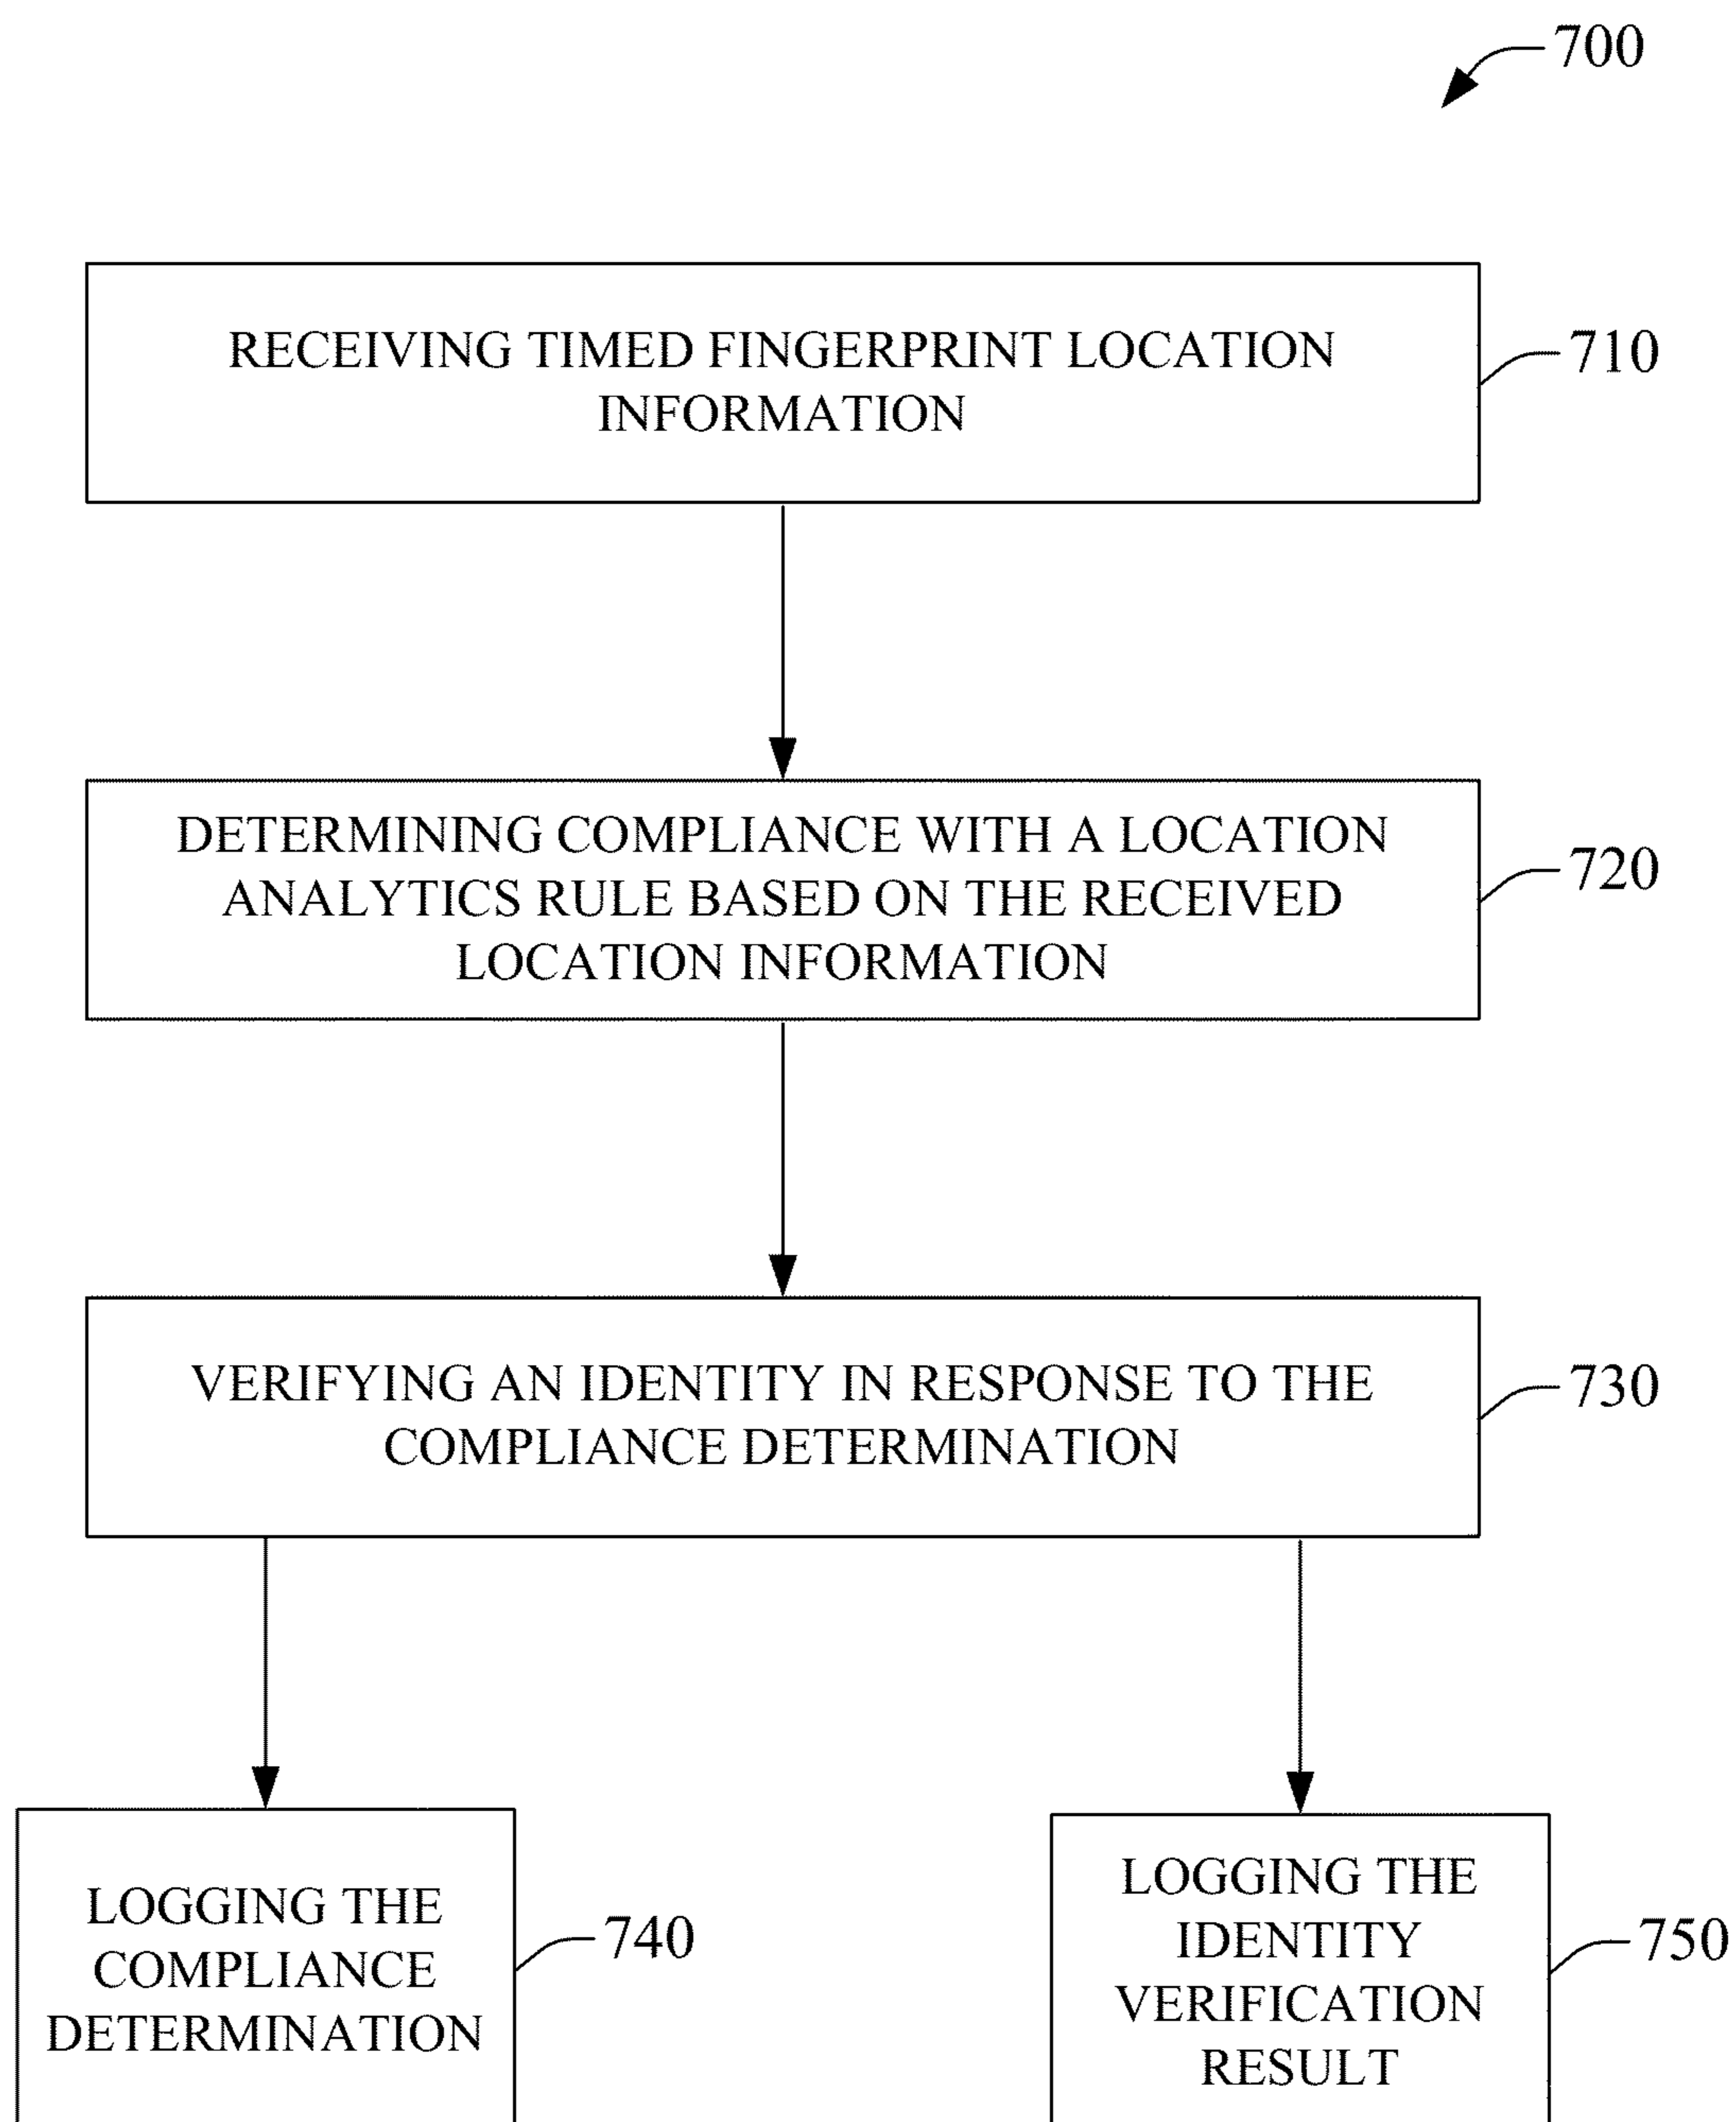 700
RECEIVING TIMED FINGERPRINT LOCATION
INFORMATION
710
DETERMINING COMPLIANCE WITH A LOCATION
ANALYTICS RULE BASED ON THE RECEIVED
LOCATION INFORMATION
720
VERIFYING AN IDENTITY IN RESPONSE TO THE
COMPLIANCE DETERMINATION
730
LOGGING THE
COMPLIANCE
DETERMINATION
740
LOGGING THE
IDENTITY
VERIFICATION
RESULT
750